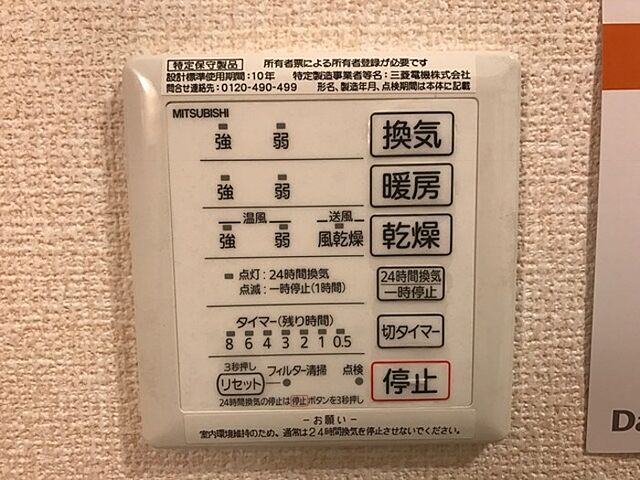 特定保守製品 所有者票による所有者登録が必要です
設計標準使用期間:10年 特定製造事業者等名:三菱電機株式会社
問合せ連絡先:0120-490-499 形名、製造年月、点検期間は本体に記載
MITSUBISHI
強 弱 換気
強 弱 暖房
温風 送風
強 弱 風乾燥 乾燥
点灯:24時間換気
点滅:一時停止(1時間)
24時間換気
一時停止
タイマー(残り時間)
8 6 4 3 2 1 0.5
切タイマー
3秒押し
リセット フィルター清掃 点検
停止
24時間換気の停止は停止ボタンを3秒押し
-お願い-
室内環境維持のため、通常は24時間換気を停止させないでください。
Da